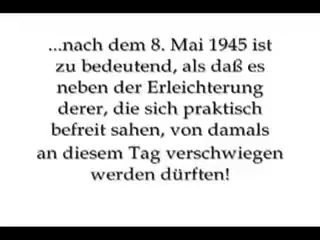 ...nach dem 8. Mai 1945 ist
zu bedeutend, als daß es
neben der Erleichterung
derer, die sich praktisch
befreit sahen, von damals
an diesem Tag verschwiegen
werden dürften!